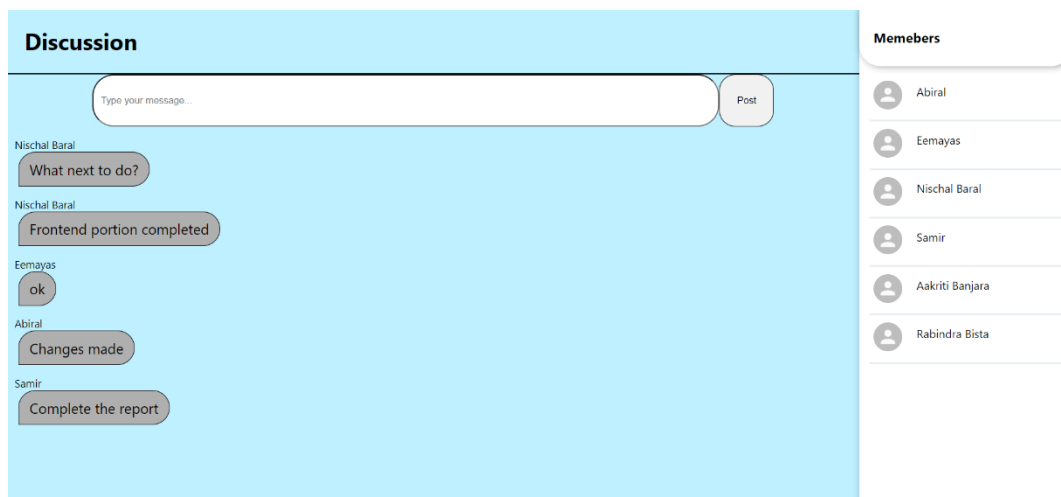 Discussion
Type your message...
Post
Nischal Baral
What next to do?
Nischal Baral
Frontend portion completed
Eemayas
ok
Abiral
Changes made
Samir
Complete the report
Memebers
Abiral
Eemayas
Nischal Baral
Samir
Aakriti Banjara
Rabindra Bista